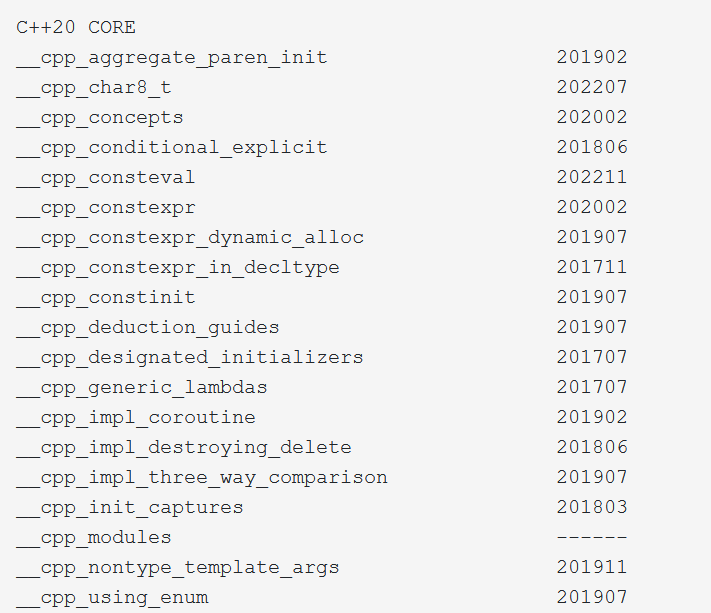 C++20 CORE
__cpp_aggregate_paren_init 201902
__cpp_char8_t 202207
__cpp_concepts 202002
__cpp_conditional_explicit 201806
__cpp_consteval 202211
__cpp_constexpr 202002
__cpp_constexpr_dynamic_alloc 201907
__cpp_constexpr_in_decltype 201711
__cpp_constinit 201907
__cpp_deduction_guides 201907
__cpp_designated_initializers 201707
__cpp_generic_lambdas 201707
__cpp_impl_coroutine 201902
__cpp_impl_destroying_delete 201806
__cpp_impl_three_way_comparison 201907
__cpp_init_captures 201803
__cpp_modules ------
__cpp_nontype_template_args 201911
__cpp_using_enum 201907